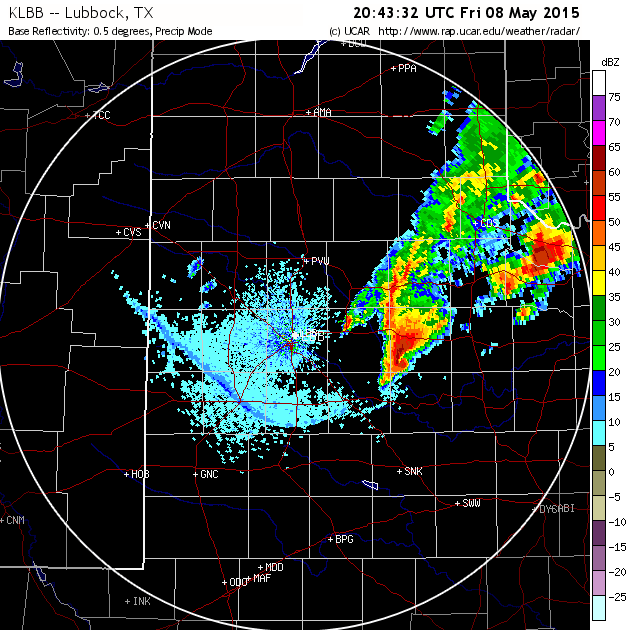 KLBB -- Lubbock, TX 20:43:32 UTC Fri 08 May 2015
Base Reflectivity: 0.5 degrees, Precip Mode (c) UCAR http://www.rap.ucar.edu/weather/radar/
dBZ
PPA
75
TCC
AMA
70
65
60
55
50
CVS
CVN
45
PVW
40
35
30
25
20
15
10
5
HOB
GNC
SNK
0
-5
SWW
CNM
-10
BPG
-15
MDD
-20
ODO
MAF
INK
-25